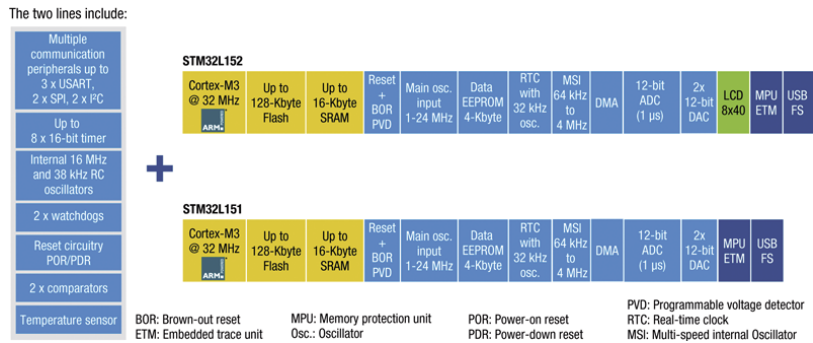 The two lines include:
Multiple
communication
peripherals up to
3 x USART,
2 x SPI, 2 x I²C
Up to
8 x 16-bit timer
Internal 16 MHz
and 38 kHz RC
oscillators
2 x watchdogs
Reset circuitry
POR/PDR
2 x comparators
Temperature sensor
+
STM32L152
Cortex-M3
@ 32 MHz
ARM
Up to
128-Kbyte
Flash
Up to
16-Kbyte
SRAM
Reset
+
BOR
PVD
Main osc.
input
1-24 MHz
Data
EEPROM
4-Kbyte
RTC
with
32 kHz
osc.
MSI
64 kHz
to
4 MHz
DMA
12-bit
ADC
(1 µs)
2x
12-bit
DAC
LCD
8x40
MPU
ETM
USB
FS
STM32L151
Cortex-M3
@ 32 MHz
ARM
Up to
128-Kbyte
Flash
Up to
16-Kbyte
SRAM
Reset
+
BOR
PVD
Main osc.
input
1-24 MHz
Data
EEPROM
4-Kbyte
RTC
with
32 kHz
osc.
MSI
64 kHz
to
4 MHz
DMA
12-bit
ADC
(1 µs)
2x
12-bit
DAC
MPU
ETM
USB
FS
BOR: Brown-out reset
ETM: Embedded trace unit
MPU: Memory protection unit
Osc.: Oscillator
POR: Power-on reset
PDR: Power-down reset
PVD: Programmable voltage detector
RTC: Real-time clock
MSI: Multi-speed internal Oscillator